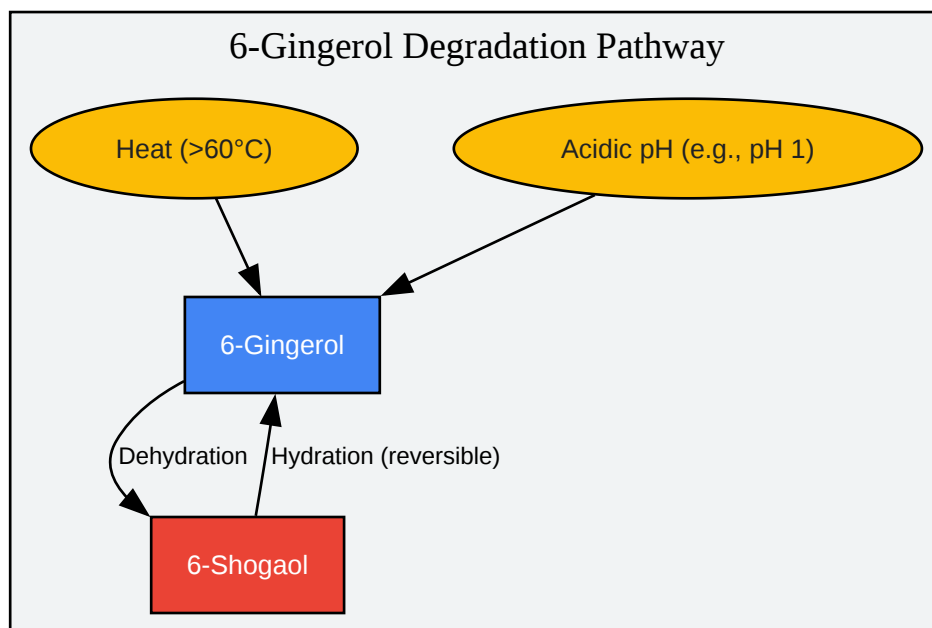 6-Gingerol Degradation Pathway
Heat (>60°C)
Acidic pH (e.g., pH 1)
6-Gingerol
Dehydration
Hydration (reversible)
6-Shogaol